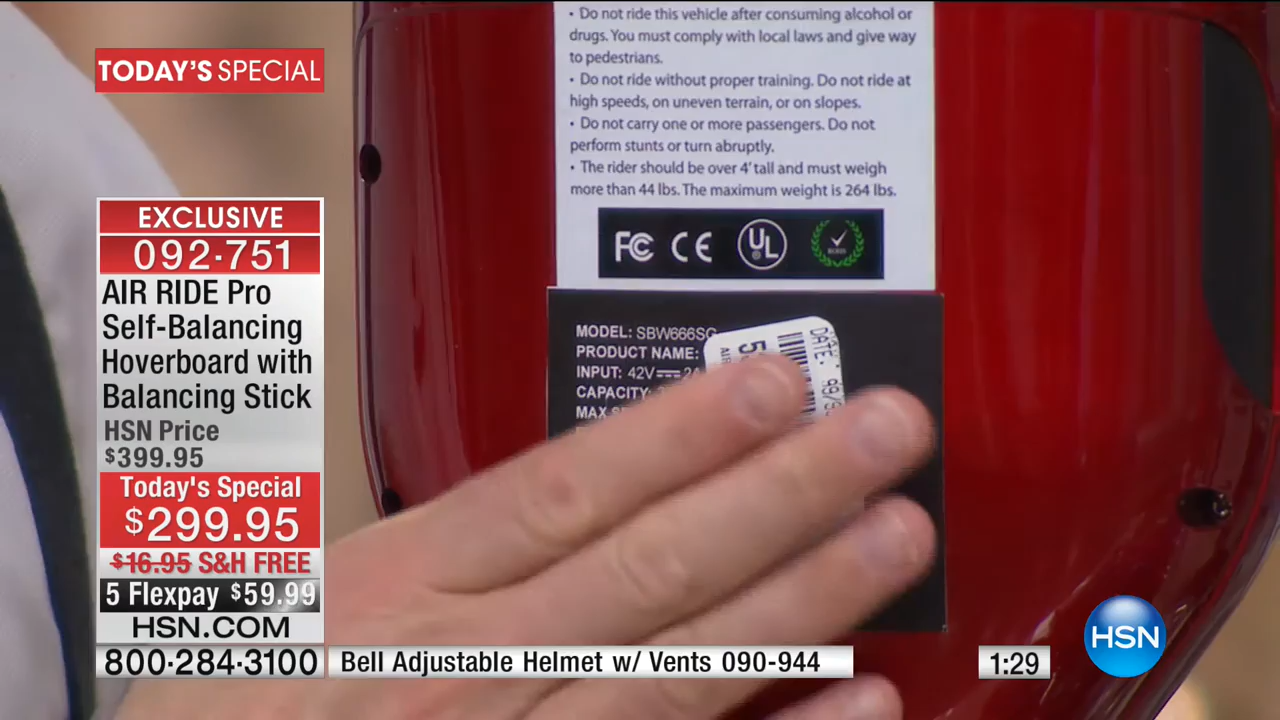 TODAY'S SPECIAL
EXCLUSIVE
092·751
AIR RIDE Pro
Self-Balancing
Hoverboard with
Balancing Stick
HSN Price
$399.95
Today's Special
$299.95
$16.95 S&H FREE
5 Flexpay $59.99
HSN.COM
800·284·3100
Bell Adjustable Helmet w/ Vents 090-944
1:29
HSN
• Do not ride this vehicle after consuming alcohol or
drugs. You must comply with local laws and give way
to pedestrians.
• Do not ride without proper training. Do not ride at
high speeds, on uneven terrain, or on slopes.
• Do not carry one or more passengers. Do not
perform stunts or turn abruptly.
• The rider should be over 4' tall and must weigh
more than 44 lbs. The maximum weight is 264 lbs.
FC CE UL
MODEL: SBW666SG
PRODUCT NAME:
INPUT: 42V
CAPACITY:
MAX
DATE: